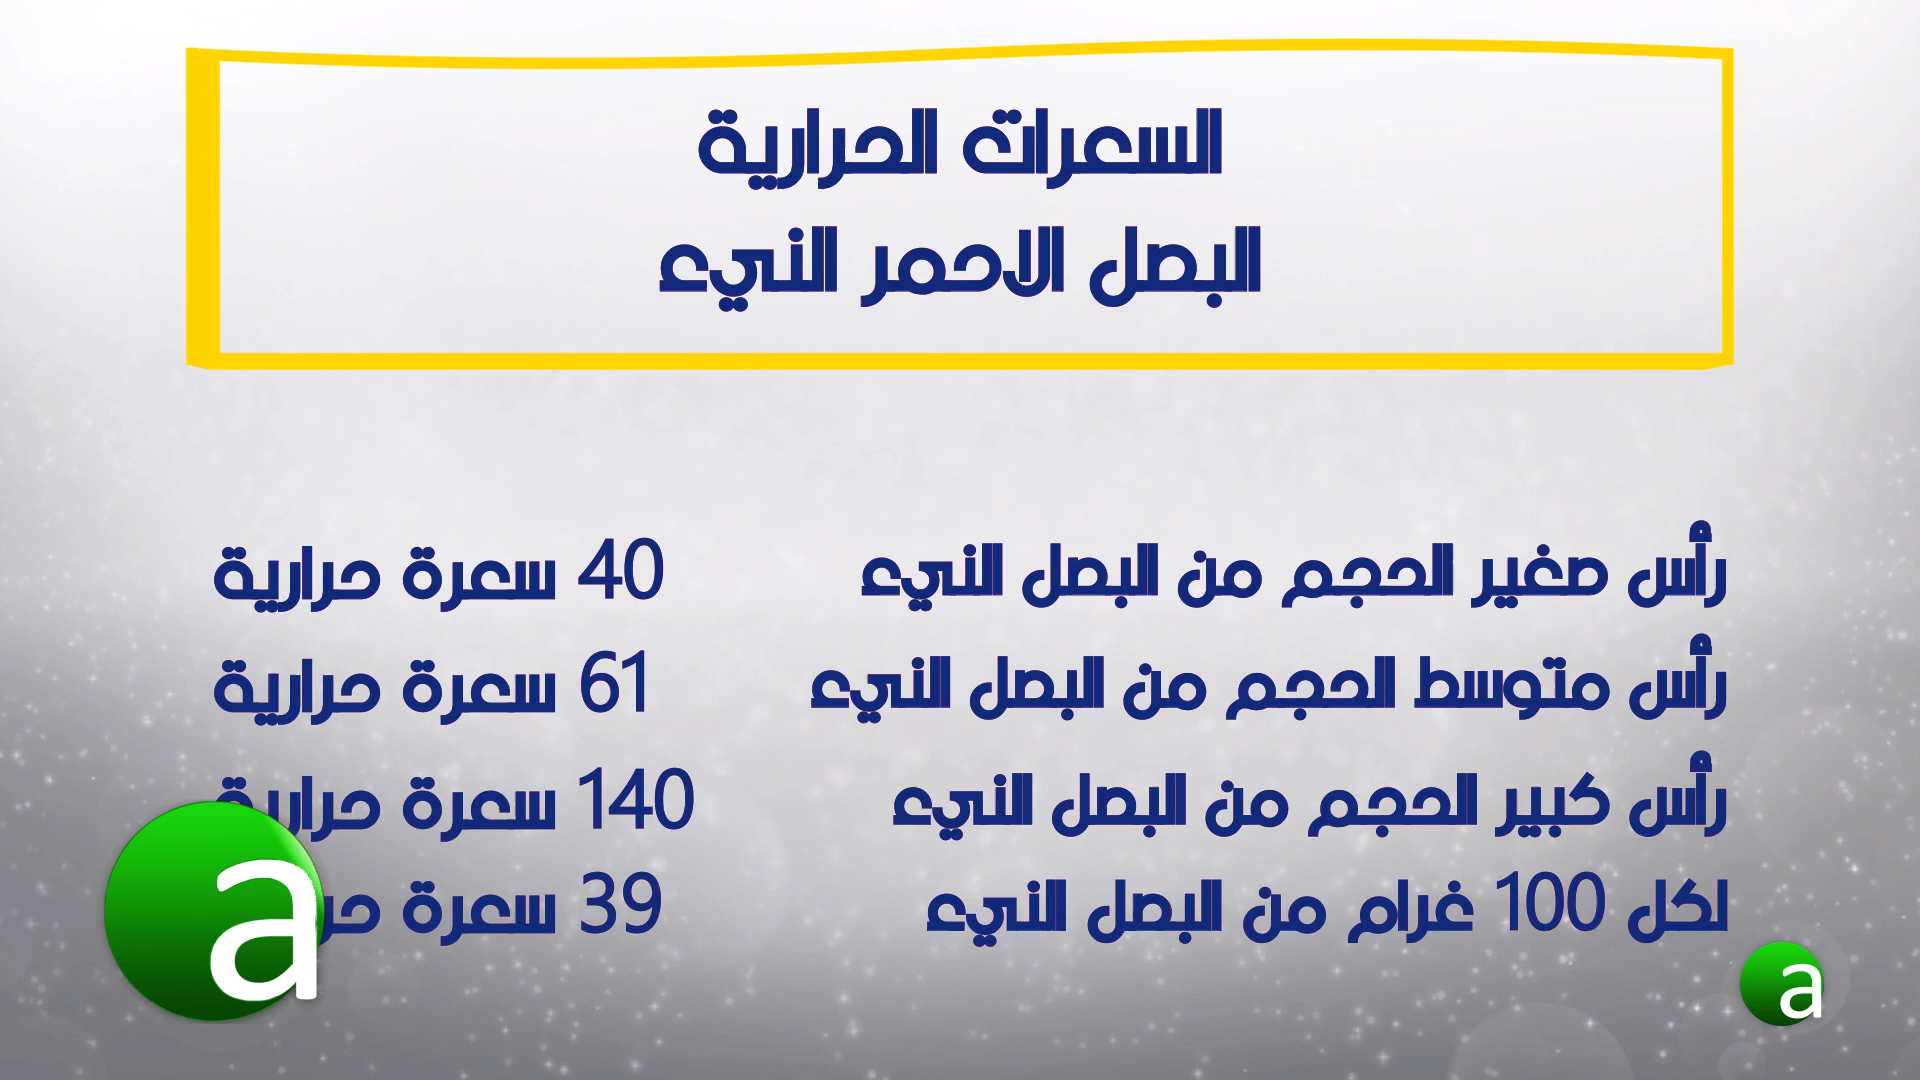 السعرات الحرارية
البصل الاحمر النيء
رأس صغير الحجم من البصل النيء 40 سعرة حرارية
رأس متوسط الحجم من البصل النيء 61 سعرة حرارية
رأس كبير الحجم من البصل النيء 140 سعرة حرارية
لكل 100 غرام من البصل النيء 39 سعرة
a
a